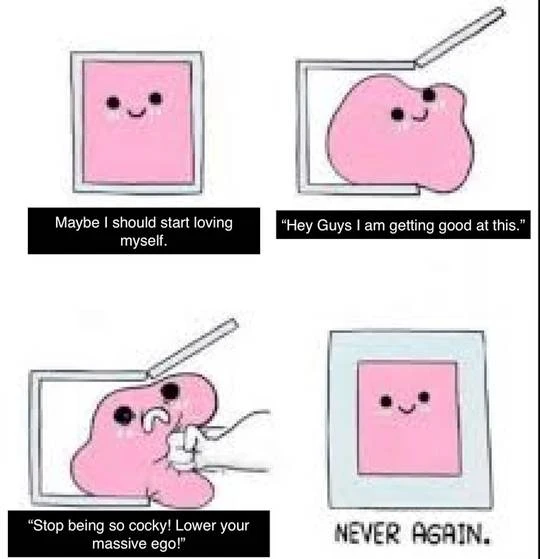 Maybe I should start loving
myself.
“Hey Guys I am getting good at this.”
“Stop being so cocky! Lower your
massive ego!”
NEVER AGAIN.